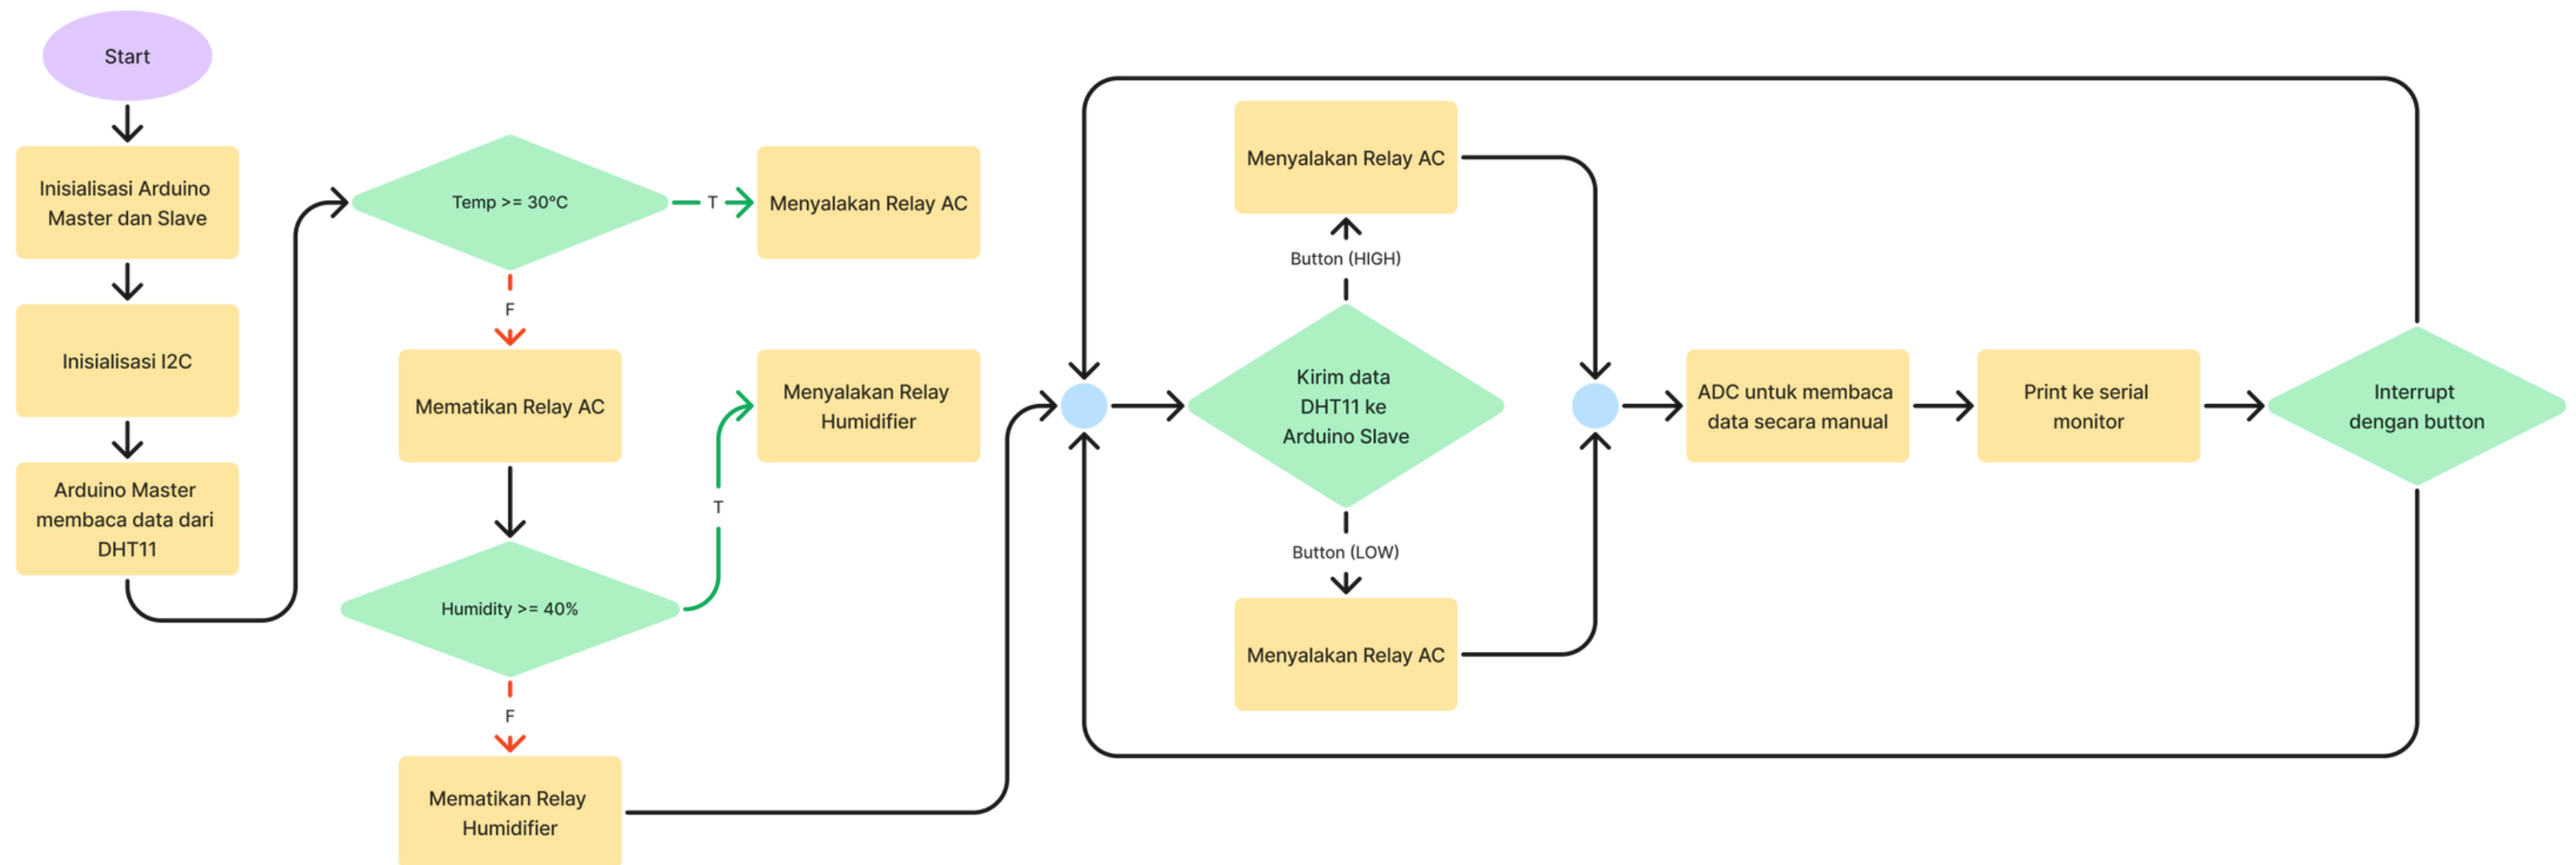 Start
Inisialisasi Arduino
Master dan Slave
Inisialisasi I2C
Arduino Master
membaca data dari
DHT11
Temp >= 30°C
T
Menyalakan Relay AC
F
Mematikan Relay AC
Humidity >= 40%
T
Menyalakan Relay
Humidifier
F
Mematikan Relay
Humidifier
Kirim data
DHT11 ke
Arduino Slave
Button (HIGH)
Menyalakan Relay AC
Button (LOW)
Menyalakan Relay AC
ADC untuk membaca
data secara manual
Print ke serial
monitor
Interrupt
dengan button